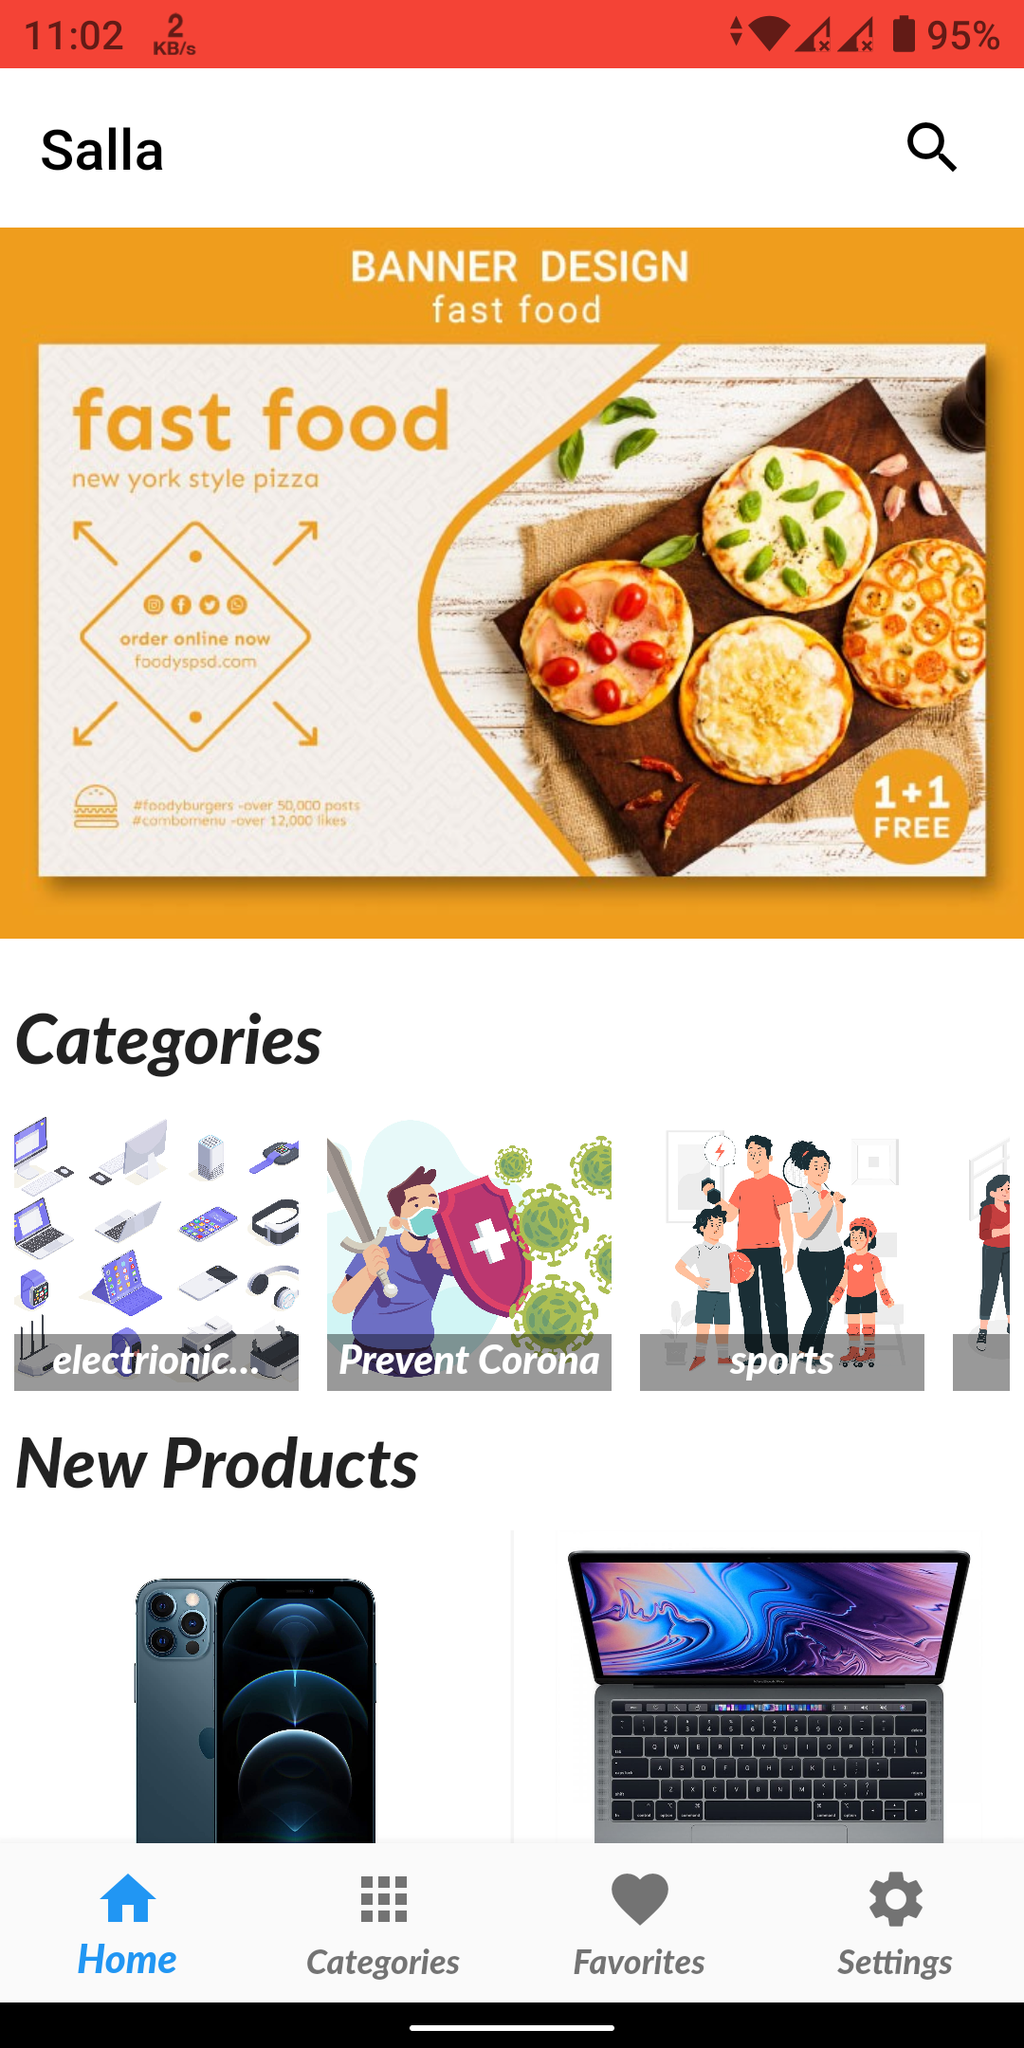 11:02
2
KB/s
95%
Salla
BANNER DESIGN
fast food
fast food
new york style pizza
order online now
foodyspsd.com
#foodyburgers -over 50,000 posts
#combomenu -over 12,000 likes
1+1
FREE
Categories
electrionic...
Prevent Corona
sports
New Products
Home
Categories
Favorites
Settings